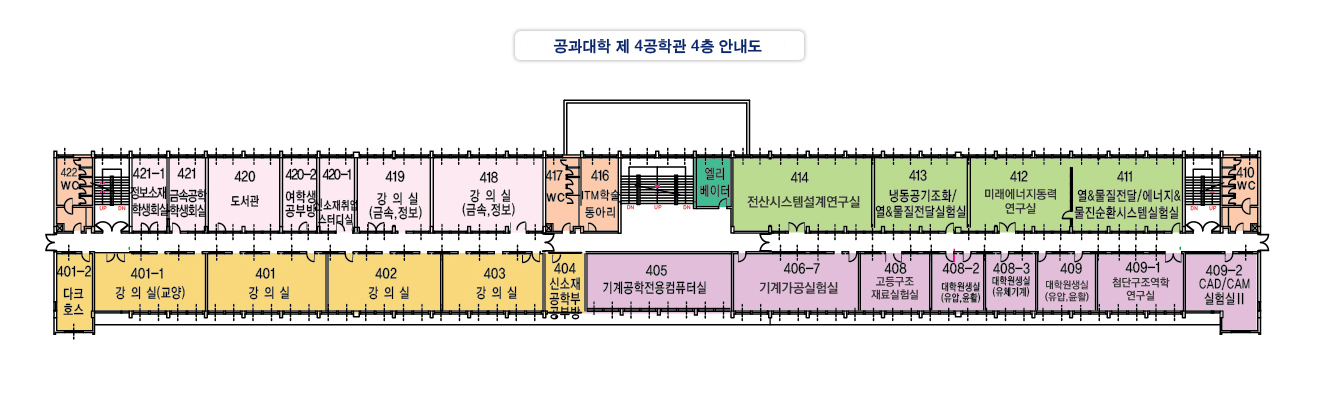 공과대학 제 4공학관 4층 안내도
422
WC
UP
DN
421-1
정보소재
학생회실
421
금속공학
학생회실
420
도서관
420-2
여학생
공부방
420-1
신소재취업
스터디실
419
강 의 실
(금속,정보)
418
강 의 실
(금속,정보)
417
WC
416
ITM학술
동아리
DN
UP
DN
엘리
베이터
414
전산시스템설계연구실
413
냉동공기조화/
열&물질전달실험실
412
미래에너지동력
연구실
411
열&물질전달/에너지&
물진순환시스템실험실
UP
DN
410
WC
401-2
다크
호스
401-1
강 의 실(교양)
401
강 의 실
402
강 의 실
403
강 의 실
404
신소재
공학부
공부방
405
기계공학전용컴퓨터실
406-7
기계가공실험실
408
고등구조
재료실험실
408-2
대학원생실
(유압,윤활)
408-3
대학원생실
(유체기계)
409
대학원생실
(유압,윤활)
409-1
첨단구조역학
연구실
409-2
CAD/CAM
실험실II